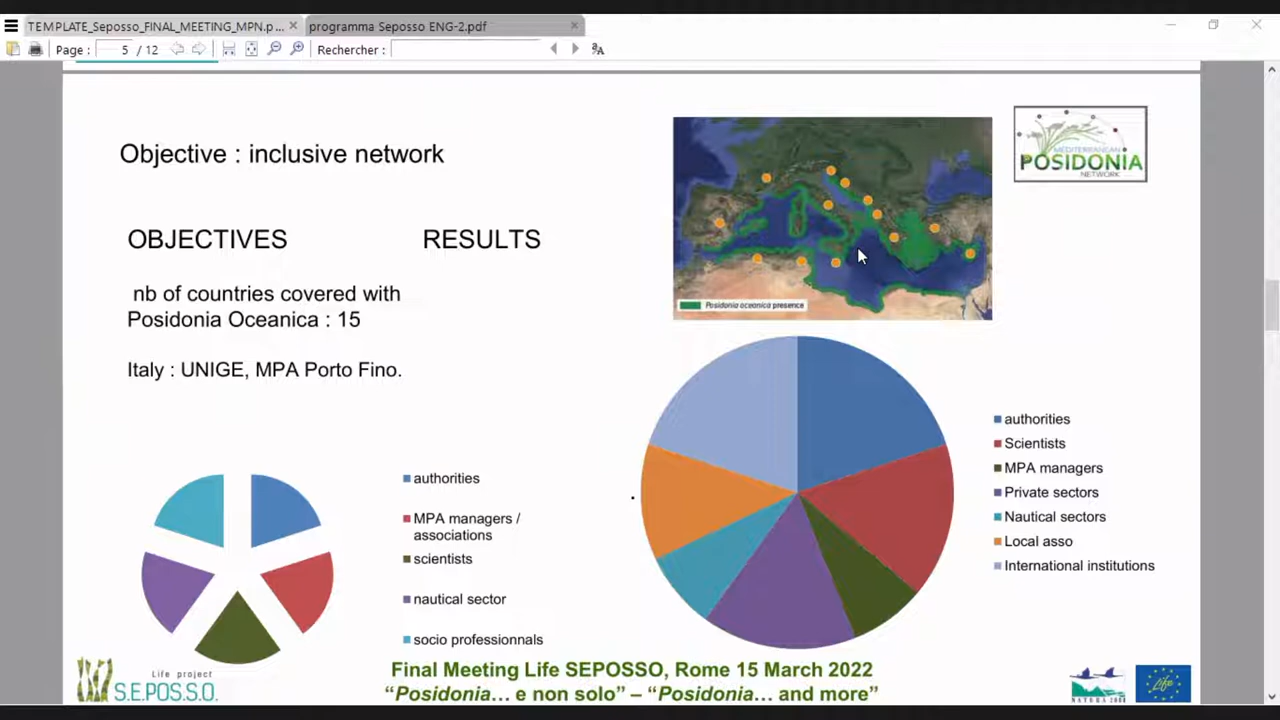 TEMPLATE_Seposso_FINAL_MEETING_MPN.p...
programma Seposso ENG-2.pdf
Page :
5 / 12
Rechercher :
Objective : inclusive network
MEDITERRANEAN
POSIDONIA
NETWORK
OBJECTIVES
RESULTS
nb of countries covered with
Posidonia Oceanica : 15
Posidonia oceanica presence
Italy : UNIGE, MPA Porto Fino.
authorities
MPA managers /
associations
scientists
nautical sector
socio professionnals
authorities
Scientists
MPA managers
Private sectors
Nautical sectors
Local asso
International institutions
Life project
S.E.POS.S.O.
Final Meeting Life SEPOSSO, Rome 15 March 2022
“Posidonia… e non solo” – “Posidonia… and more”
NATURA 2000
Life